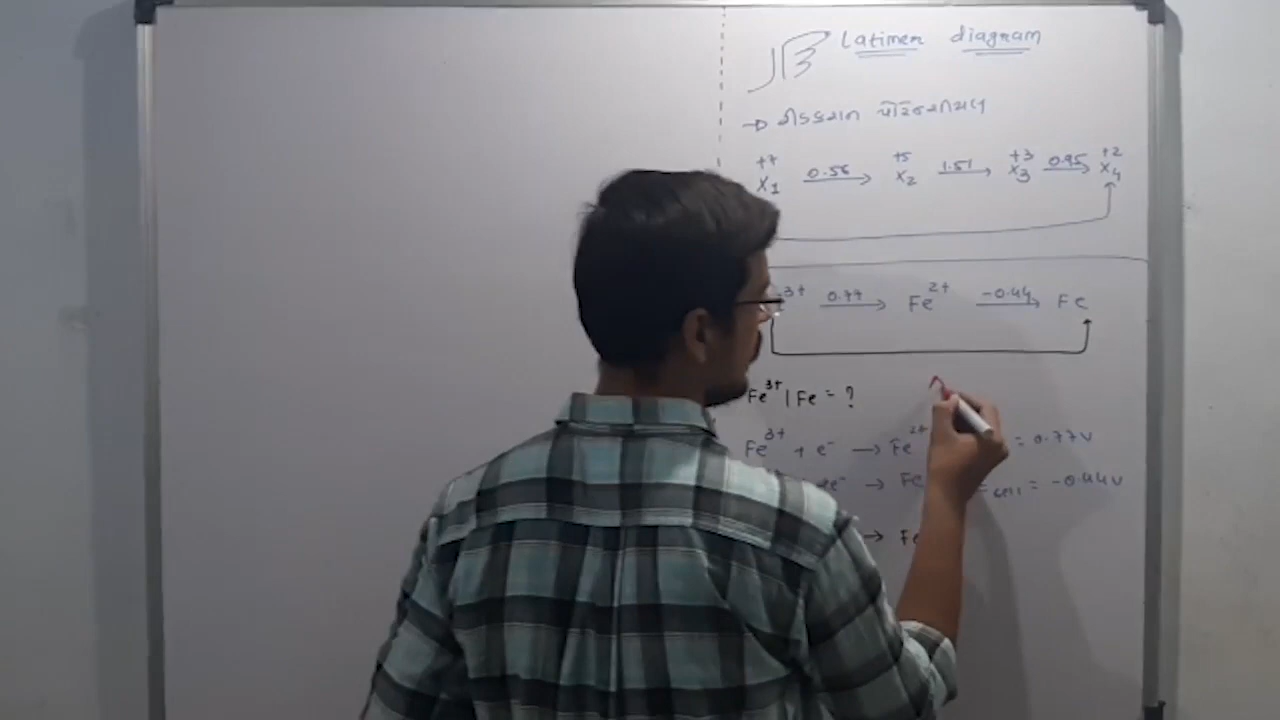 Latimer diagram
+7 +5 +3 +2
X1 0.56 → X2 1.51 → X3 0.95 → X4
3+ 0.77 → Fe2+ -0.44 → Fe
Fe3+ | Fe = ?
Fe3+ + e- → Fe2+ = 0.77V
e- → Fe cell = -0.44V
→ Fe